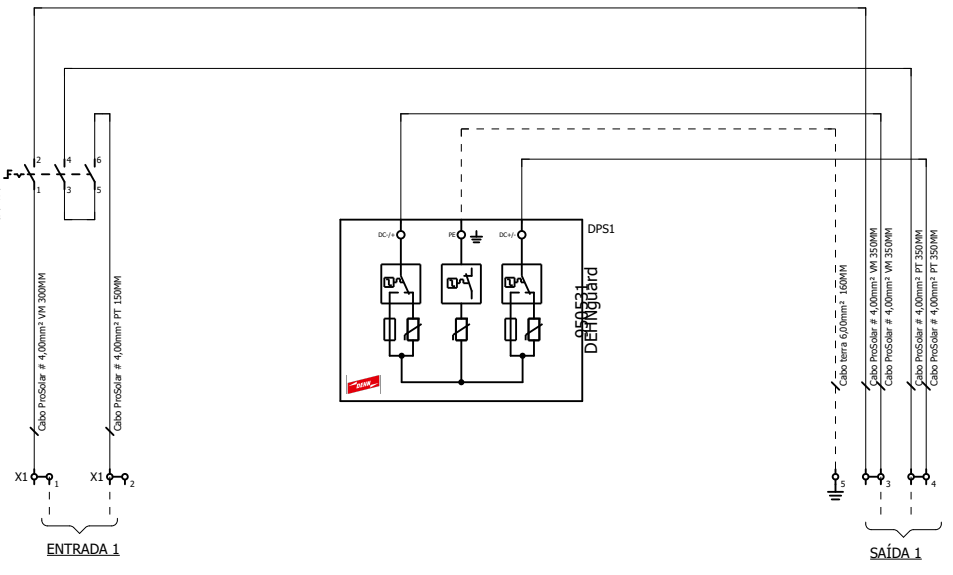 2
4
6
1
3
5
DC-/+
PE
DC+/-
DPS1
950531
DEHNguard
DEHN
Cabo ProSolar # 4,00mm² VM 300MM
Cabo ProSolar # 4,00mm² PT 150MM
Cabo terra 6,00mm² 160MM
Cabo ProSolar # 4,00mm² VM 350MM
Cabo ProSolar # 4,00mm² VM 350MM
Cabo ProSolar # 4,00mm² PT 350MM
Cabo ProSolar # 4,00mm² PT 350MM
X1
1
X1
2
5
3
4
ENTRADA 1
SAÍDA 1